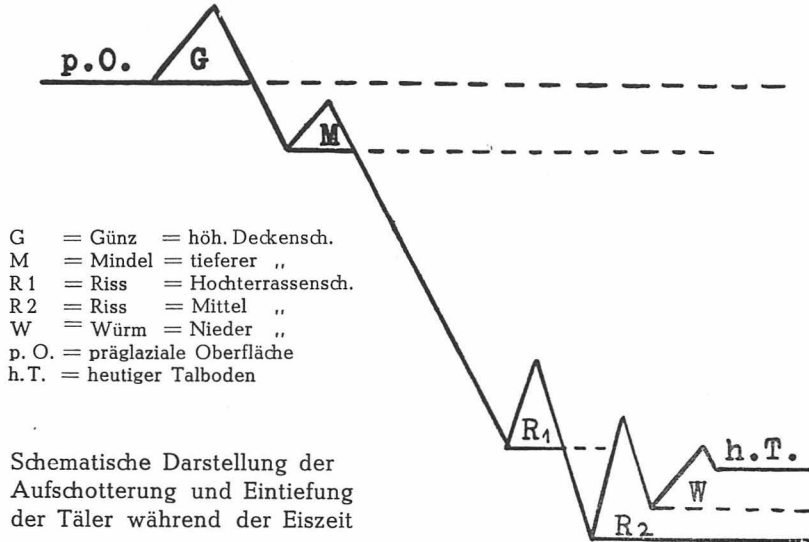 p.O.
G
M
G = Günz = höh. Deckensch.
M = Mindel = tieferer „
R 1 = Riss = Hochterrassensch.
R 2 = Riss = Mittel „
W = Würm = Nieder „
p. O. = präglaziale Oberfläche
h. T. = heutiger Talboden
R1
h.T.
W
R2
Schematische Darstellung der
Aufschotterung und Eintiefung
der Täler während der Eiszeit